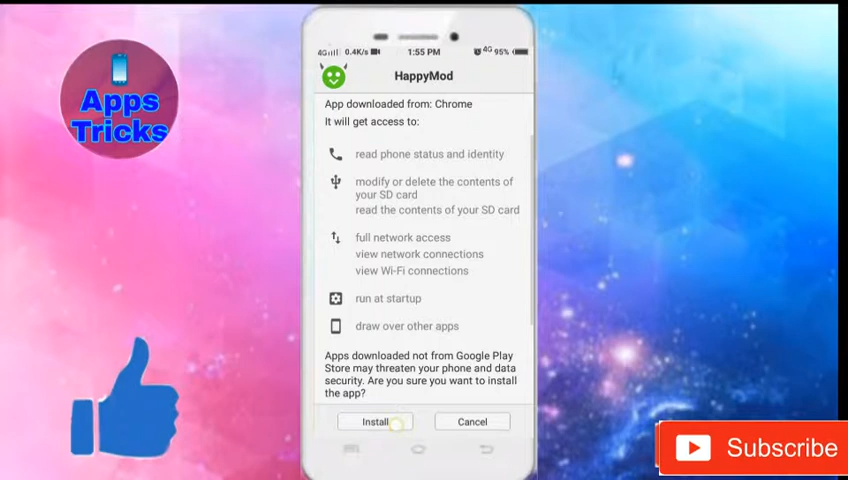 Apps
Tricks
4G 0.4K/s 1:55 PM 4G 95%
HappyMod
App downloaded from: Chrome
It will get access to:
read phone status and identity
modify or delete the contents of
your SD card
read the contents of your SD card
full network access
view network connections
view Wi-Fi connections
run at startup
draw over other apps
Apps downloaded not from Google Play
Store may threaten your phone and data
security. Are you sure you want to install
the app?
Install Cancel
Subscribe